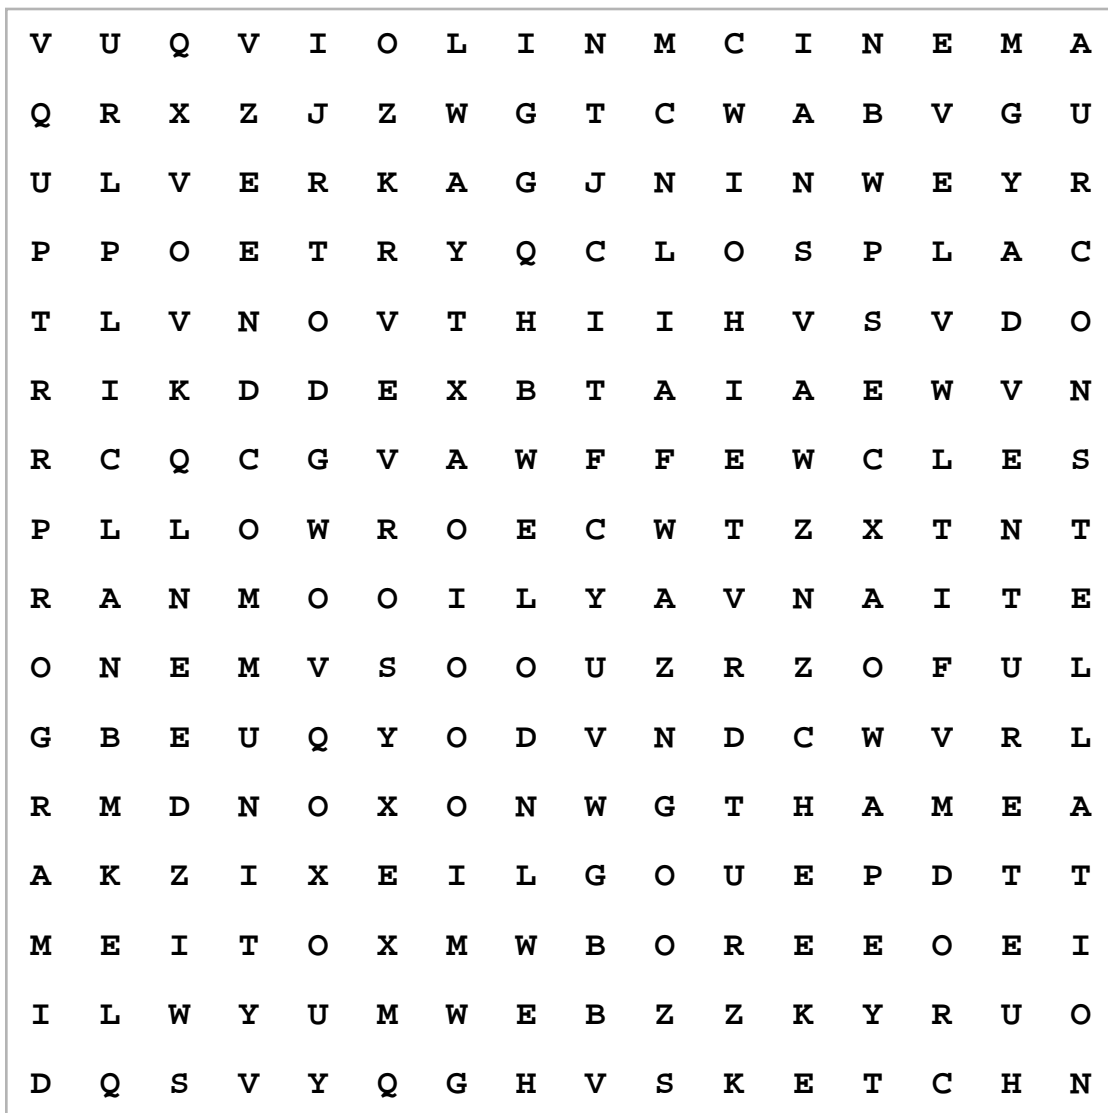 V U Q V I O L I N M C I N E M A
Q R X Z J Z W G T C W A B V G U
U L V E R K A G J N I N W E Y R
P P O E T R Y Q C L O S P L A C
T L V N O V T H I I H V S V D O
R I K D D E X B T A I A E W V N
R C Q C G V A W F F E W C L E S
P L L O W R O E C W T Z X T N T
R A N M O O I L Y A V N A I T E
O N E M V S O O U Z R Z O F U L
G B E U Q Y O D V N D C W V R L
R M D N O X O N W G T H A M E A
A K Z I X E I L G O U E P D T T
M E I T O X M W B O R E E O E I
I L W Y U M W E B Z Z K Y R U O
D Q S V Y Q G H V S K E T C H N